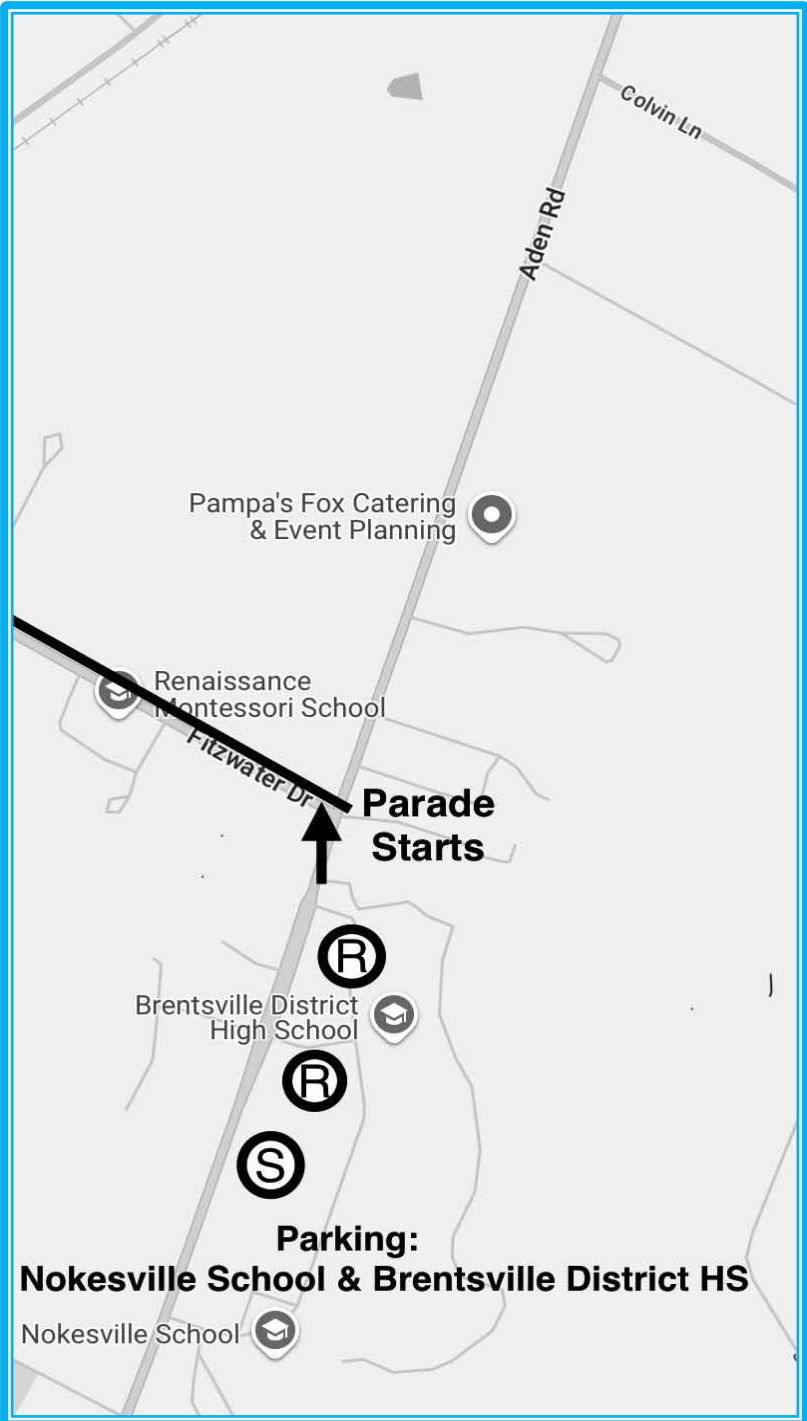 Colvin Ln
Aden Rd
Pampa's Fox Catering
& Event Planning
Renaissance
Montessori School
Fitzwater Dr
Parade
Starts
R
Brentsville District
High School
R
S
Parking:
Nokesville School & Brentsville District HS
Nokesville School